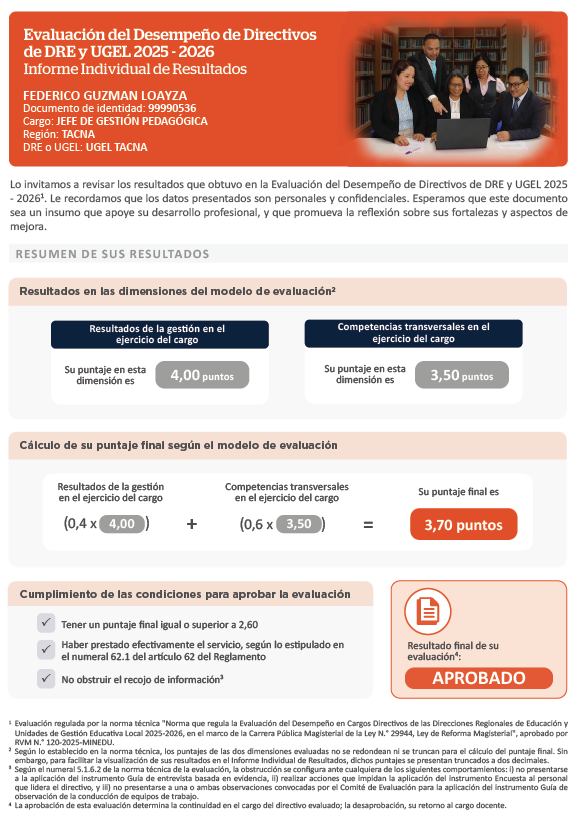 Evaluación del Desempeño de Directivos
de DRE y UGEL 2025 - 2026
Informe Individual de Resultados
FEDERICO GUZMAN LOAYZA
Documento de identidad: 99990536
Cargo: JEFE DE GESTIÓN PEDAGÓGICA
Región: TACNA
DRE o UGEL: UGEL TACNA
Lo invitamos a revisar los resultados que obtuvo en la Evaluación del Desempeño de Directivos de DRE y UGEL 2025
- 2026¹. Le recordamos que los datos presentados son personales y confidenciales. Esperamos que este documento
sea un insumo que apoye su desarrollo profesional, y que promueva la reflexión sobre sus fortalezas y aspectos de
mejora.
RESUMEN DE SUS RESULTADOS
Resultados en las dimensiones del modelo de evaluación²
Resultados de la gestión en el
ejercicio del cargo
Su puntaje en esta
dimensión es
4,00 puntos
Competencias transversales en el
ejercicio del cargo
Su puntaje en esta
dimensión es
3,50 puntos
Cálculo de su puntaje final según el modelo de evaluación
Resultados de la gestión
en el ejercicio del cargo
Competencias transversales
en el ejercicio del cargo
Su puntaje final es
(0,4 x 4,00) + (0,6 x 3,50) = 3,70 puntos
Cumplimiento de las condiciones para aprobar la evaluación
✓ Tener un puntaje final igual o superior a 2,60
✓ Haber prestado efectivamente el servicio, según lo estipulado en
el numeral 62.1 del artículo 62 del Reglamento
✓ No obstruir el recojo de información³
Resultado final de su
evaluación⁴:
APROBADO
¹ Evaluación regulada por la norma técnica "Norma que regula la Evaluación del Desempeño en Cargos Directivos de las Direcciones Regionales de Educación y
Unidades de Gestión Educativa Local 2025-2026, en el marco de la Carrera Pública Magisterial de la Ley N.° 29944, Ley de Reforma Magisterial", aprobado por
RVM N.° 120-2025-MINEDU.
² Según lo establecido en la norma técnica, los puntajes de las dos dimensiones evaluadas no se redondean ni se truncan para el cálculo del puntaje final. Sin
embargo, para facilitar la visualización de sus resultados en el Informe Individual de Resultados, dichos puntajes se presentan truncados a dos decimales.
³ Según el numeral 5.1.6.2 de la norma técnica de la evaluación, la obstrucción se configura ante cualquiera de los siguientes comportamientos: i) no presentarse
a la aplicación del instrumento Guía de entrevista basada en evidencia, ii) realizar acciones que impidan la aplicación del instrumento Encuesta al personal
que lidera el directivo, y iii) no presentarse a una o ambas observaciones convocadas por el Comité de Evaluación para la aplicación del instrumento Guía de
observación de la conducción de equipos de trabajo.
⁴ La aprobación de esta evaluación determina la continuidad en el cargo del directivo evaluado; la desaprobación, su retorno al cargo docente.